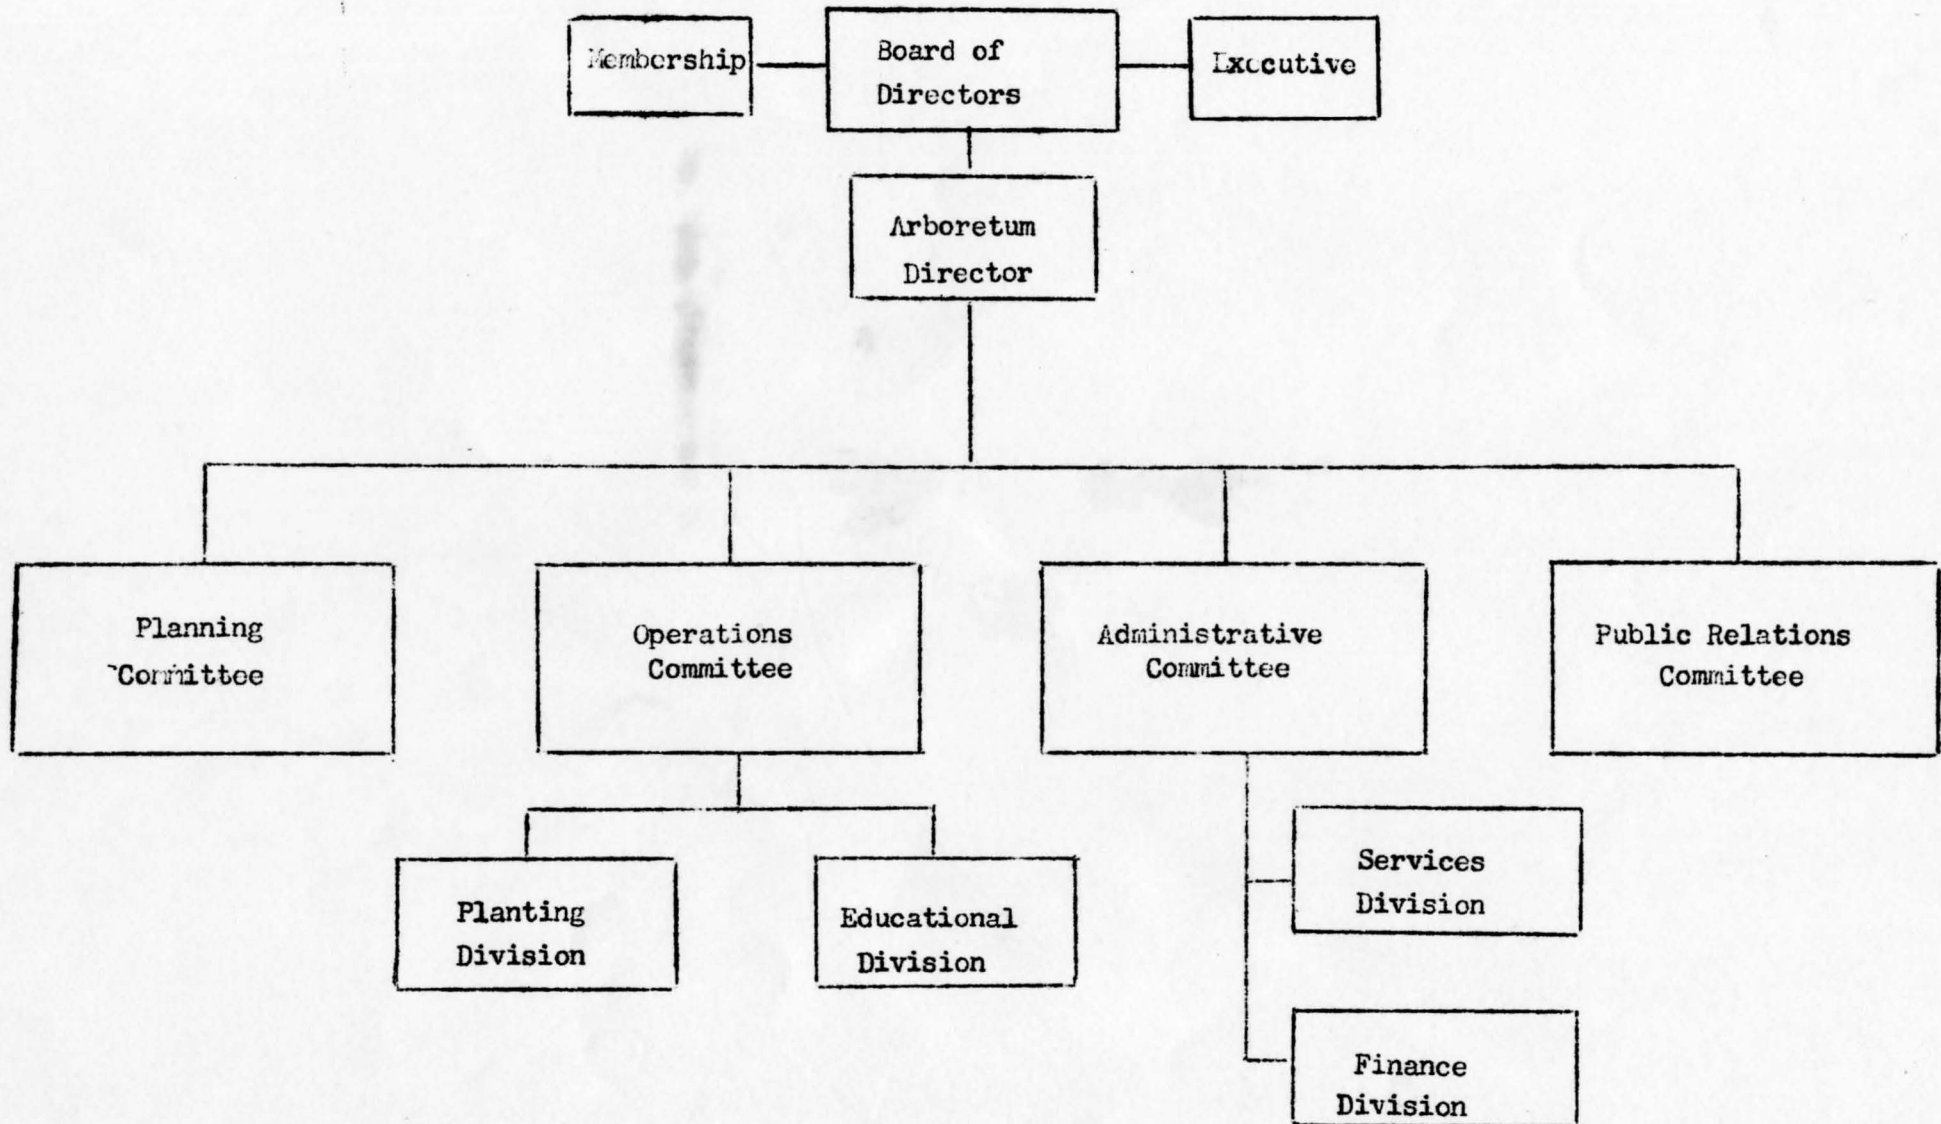 Membership
Board of
Directors
Executive
Arboretum
Director
Planning
Committee
Operations
Committee
Administrative
Committee
Public Relations
Committee
Planting
Division
Educational
Division
Services
Division
Finance
Division